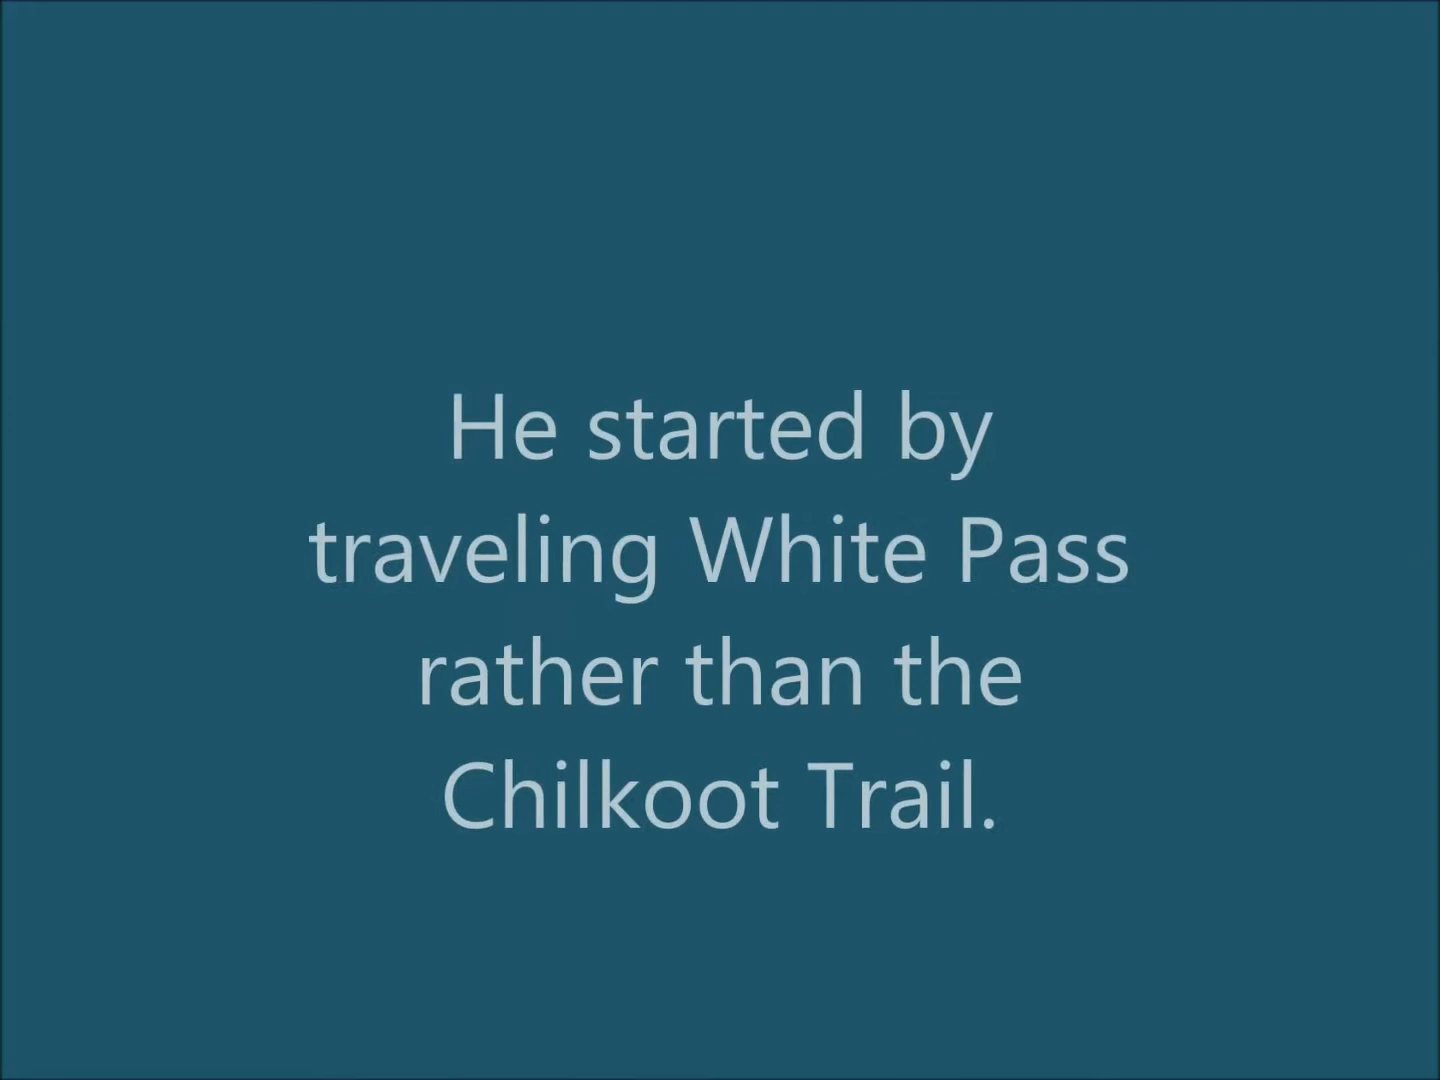 He started by
traveling White Pass
rather than the
Chilkoot Trail.